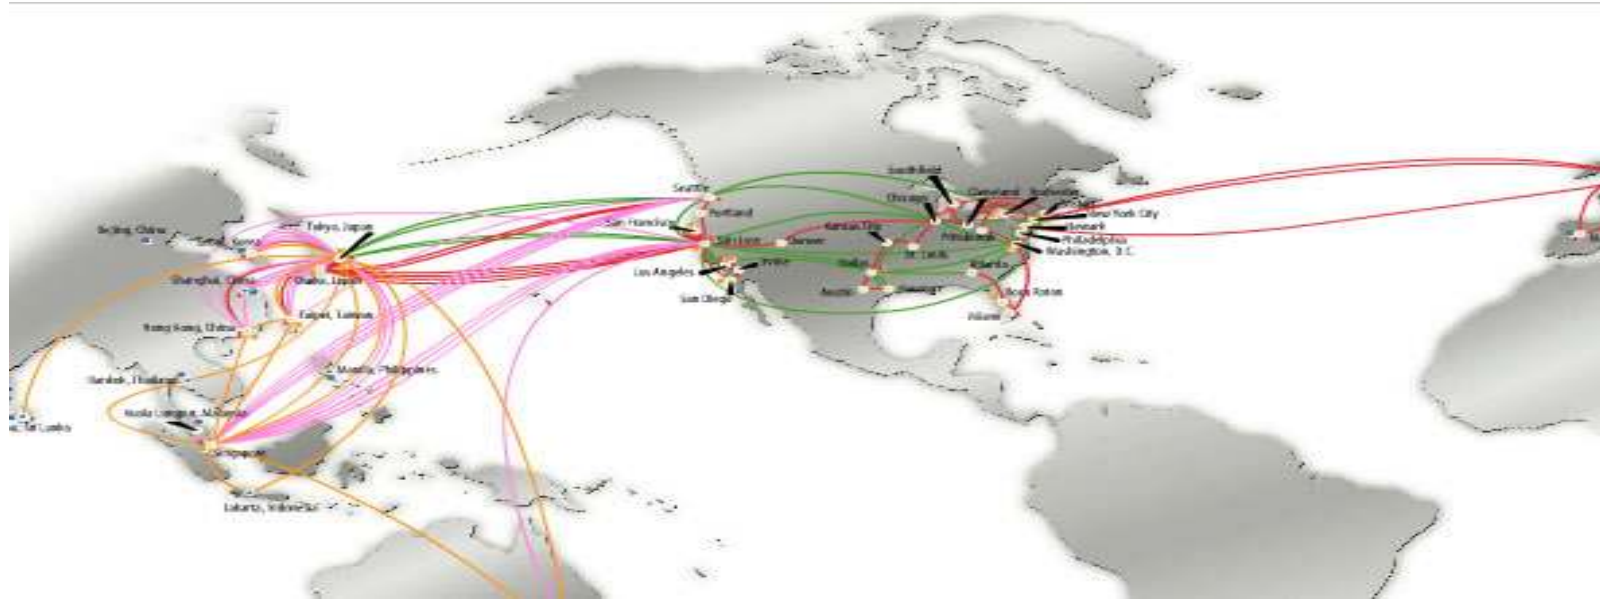 Beijing, China
Seoul, Korea
Tokyo, Japan
Shanghai, China
Osaka, Japan
Hong Kong, China
Taipei, Taiwan
Manila, Philippines
Bangkok, Thailand
Kuala Lumpur, Malaysia
Sri Lanka
Singapore
Jakarta, Indonesia
Seattle
Portland
San Francisco
San Jose
Los Angeles
Irvine
San Diego
Denver
Kansas City
St. Louis
Dallas
Austin
Houston
Southfield
Chicago
Cleveland
Pittsburgh
New York City
Newark
Philadelphia
Washington, D.C.
Atlanta
Boca Raton
Miami